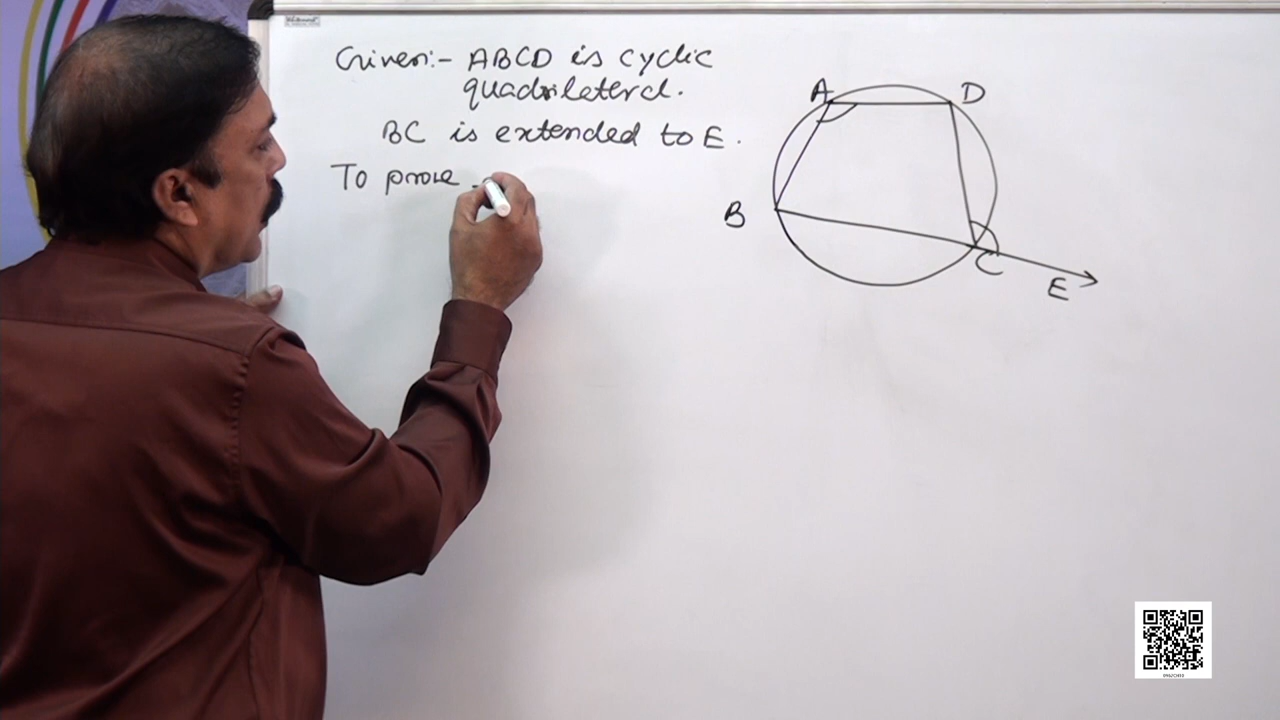 Given:- ABCD is cyclic
quadrilateral.
BC is extended to E.
To prove -
A
D
B
C
E